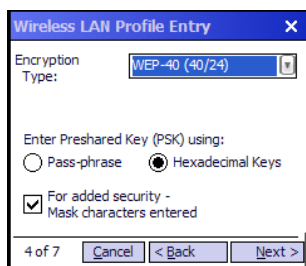 Wireless LAN Profile Entry X
Encryption WEP-40 (40/24)
Type:
Enter Preshared Key (PSK) using:
Pass-phrase Hexadecimal Keys
For added security -
Mask characters entered
4 of 7 Cancel < Back Next >